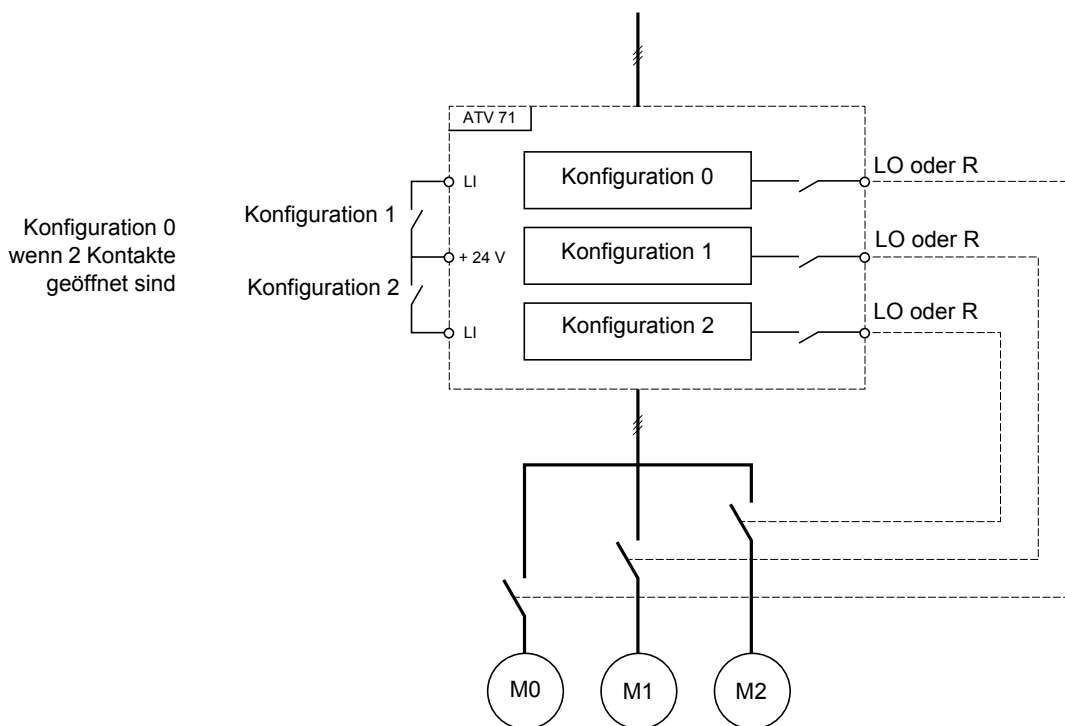 ATV 71
LI
Konfiguration 0
LO oder R
Konfiguration 1
Konfiguration 0
wenn 2 Kontakte
geöffnet sind
+ 24 V
Konfiguration 1
LO oder R
Konfiguration 2
LI
Konfiguration 2
LO oder R
M0
M1
M2